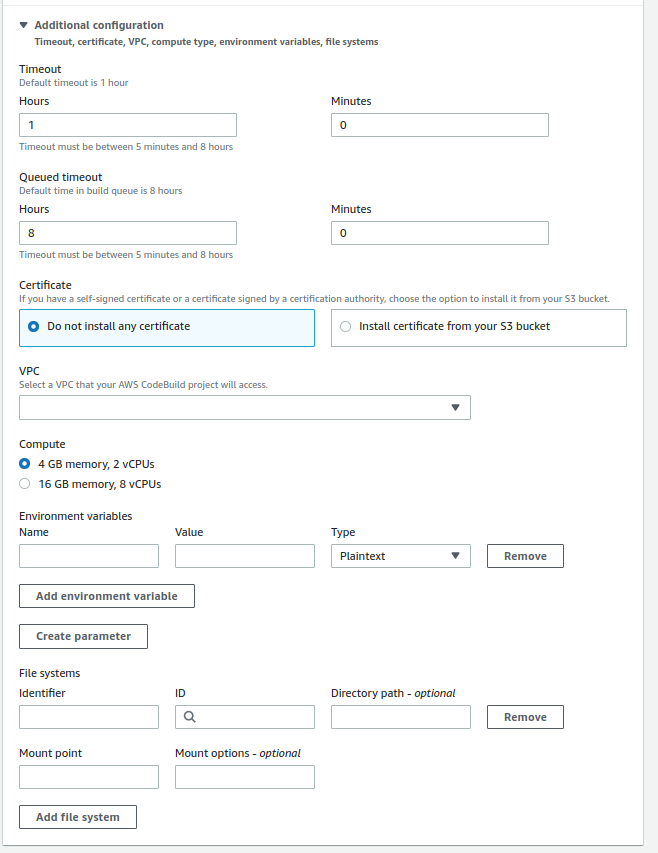 Additional configuration
Timeout, certificate, VPC, compute type, environment variables, file systems
Timeout
Default timeout is 1 hour
Hours Minutes
1 0
Timeout must be between 5 minutes and 8 hours
Queued timeout
Default time in build queue is 8 hours
Hours Minutes
8 0
Timeout must be between 5 minutes and 8 hours
Certificate
If you have a self-signed certificate or a certificate signed by a certification authority, choose the option to install it from your S3 bucket.
Do not install any certificate Install certificate from your S3 bucket
VPC
Select a VPC that your AWS CodeBuild project will access.
Compute
4 GB memory, 2 vCPUs
16 GB memory, 8 vCPUs
Environment variables
Name Value Type
Plaintext Remove
Add environment variable
Create parameter
File systems
Identifier ID Directory path - optional
Remove
Mount point Mount options - optional
Add file system